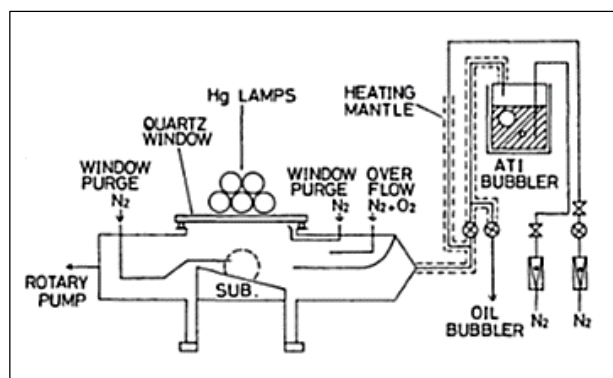 Hg LAMPS
QUARTZ
WINDOW
WINDOW
PURGE
N₂
HEATING
MANTLE
WINDOW
PURGE
N₂
OVER
FLOW
N₂+O₂
ATI
BUBBLER
ROTARY
PUMP
SUB.
OIL
BUBBLER
N₂
N₂